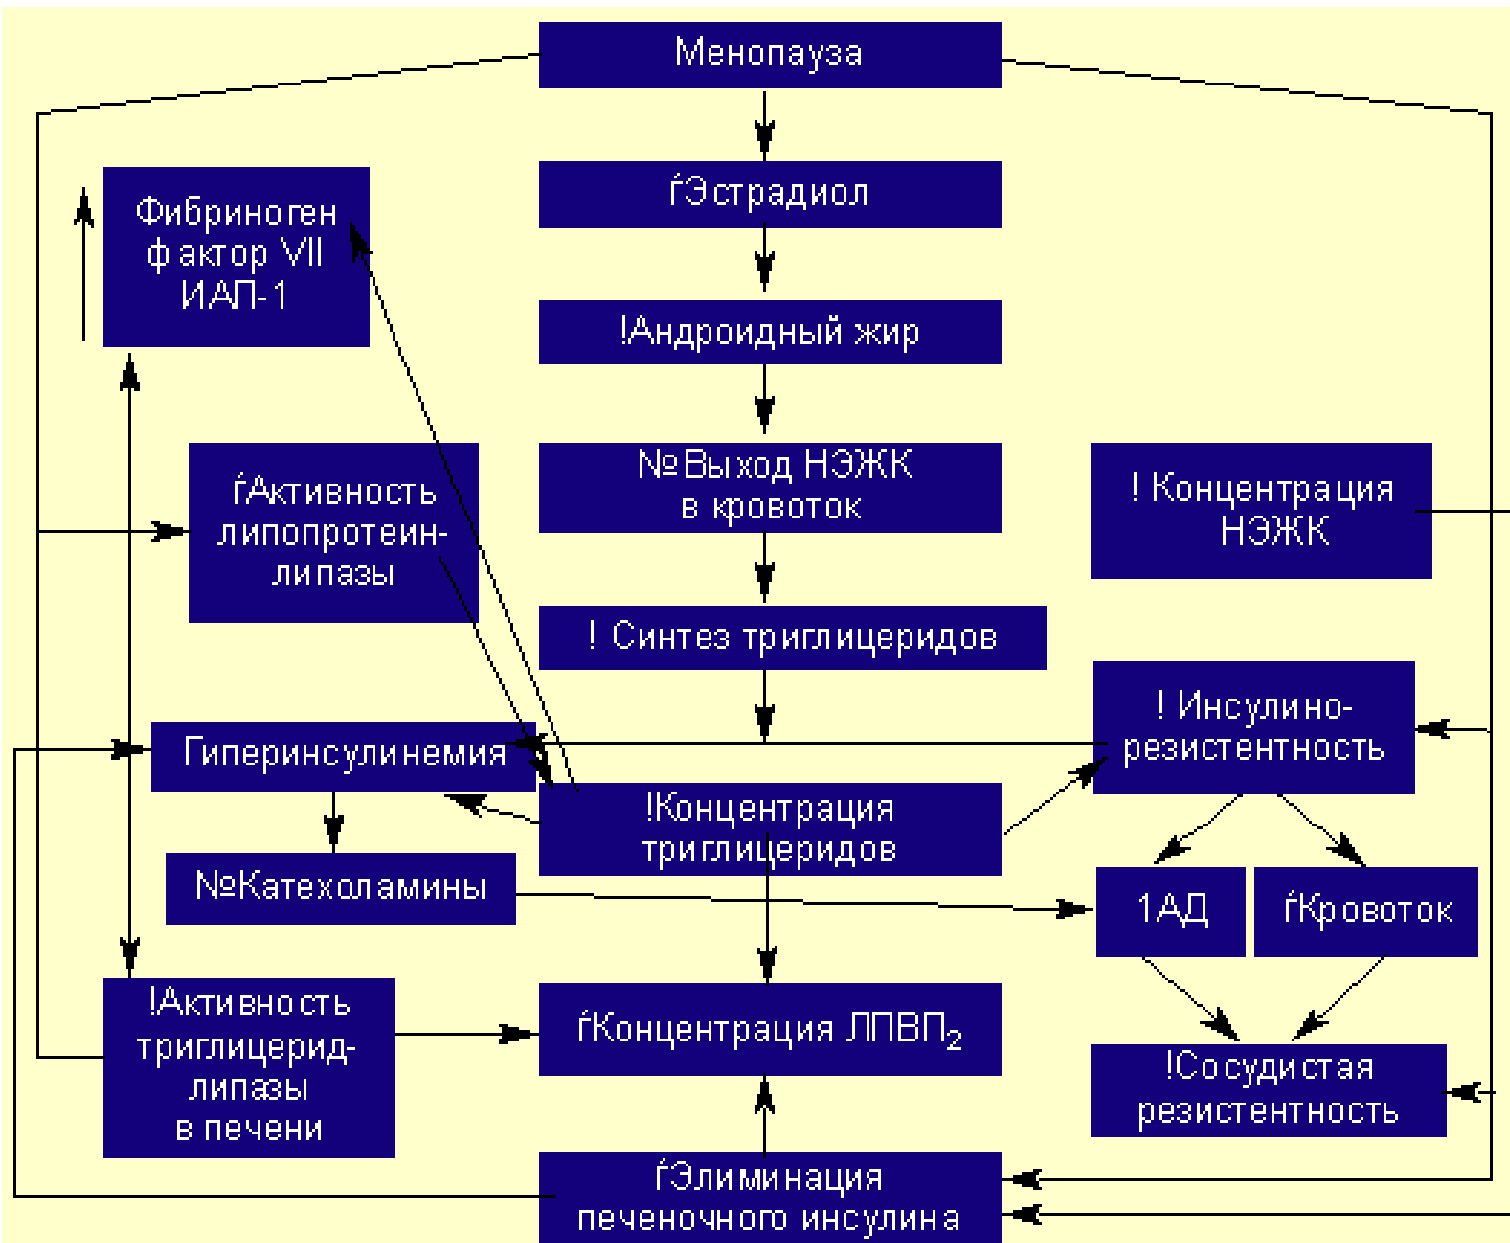 Менопауза
ѓЭстрадиол
Фибриноген
фактор VII
ИАП-1
!Андроидный жир
№Выход НЭЖК
в кровоток
ѓАктивность
липопротеин-
липазы
! Концентрация
НЭЖК
! Синтез триглицеридов
! Инсулино-
резистентность
Гиперинсулинемия
!Концентрация
триглицеридов
№Катехоламины
1АД
ѓКровоток
!Активность
триглицерид-
липазы
в печени
ѓКонцентрация ЛПВП₂
!Сосудистая
резистентность
ѓЭлиминация
печеночного инсулина